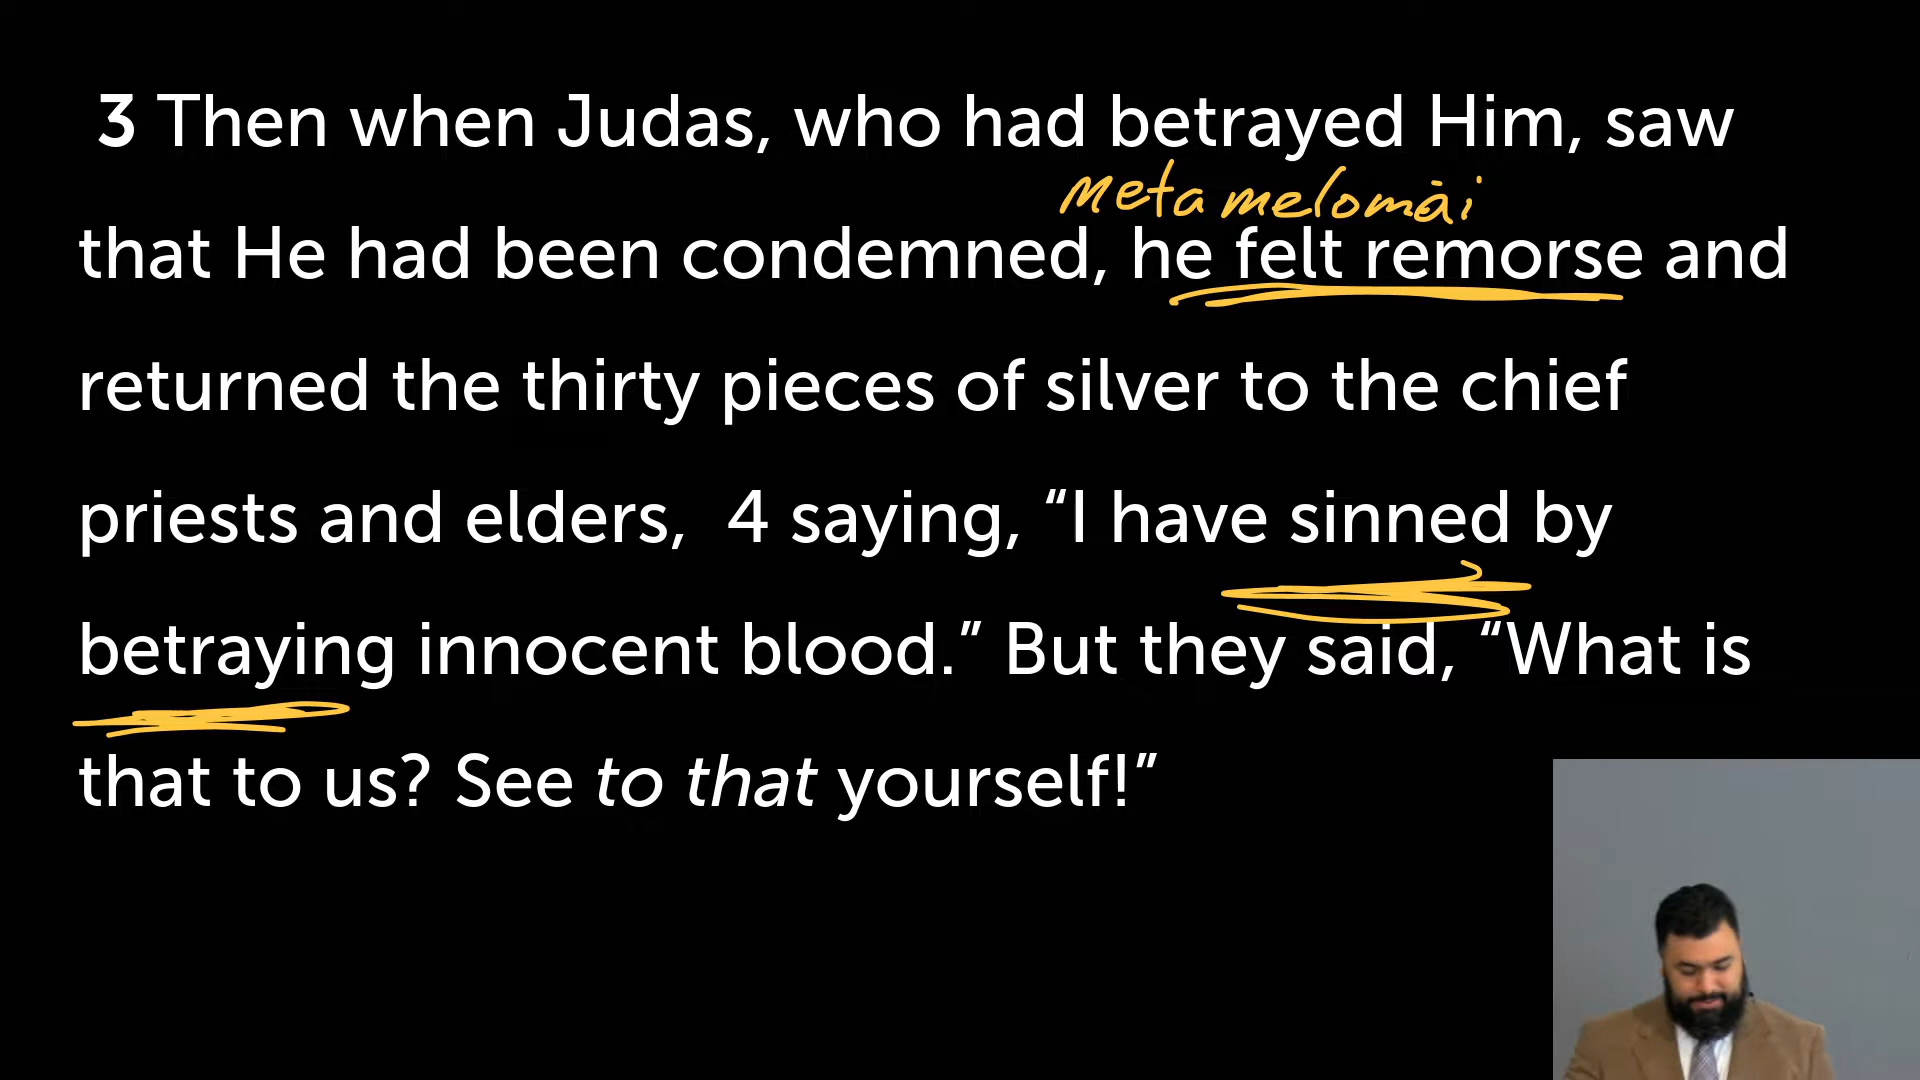 3 Then when Judas, who had betrayed Him, saw
Meta melomāi
that He had been condemned, he felt remorse and
returned the thirty pieces of silver to the chief
priests and elders, 4 saying, “I have sinned by
betraying innocent blood.” But they said, “What is
that to us? See to that yourself!”